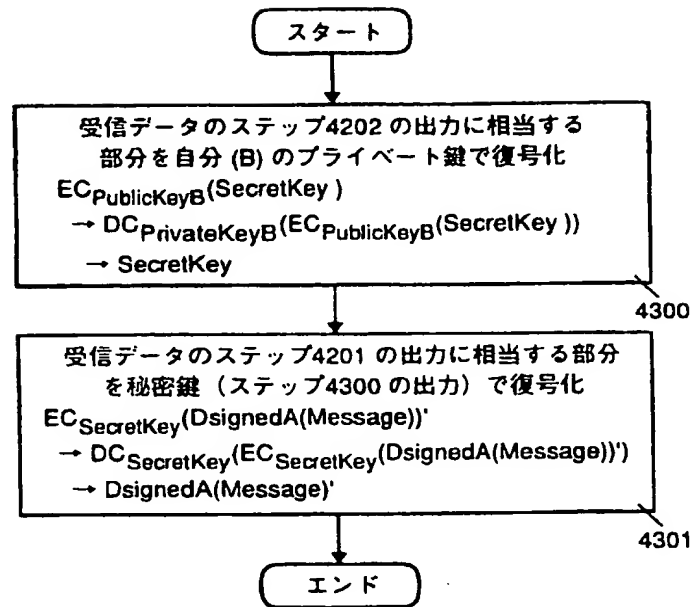 スタート
受信データのステップ4202 の出力に相当する
部分を自分 (B) のプライベート鍵で復号化
EC_PublicKeyB(SecretKey )
→ DC_PrivateKeyB(EC_PublicKeyB(SecretKey ))
→ SecretKey
4300
受信データのステップ4201 の出力に相当する部分
を秘密鍵（ステップ4300 の出力）で復号化
EC_SecretKey(DsignedA(Message))'
→ DC_SecretKey(EC_SecretKey(DsignedA(Message))')
→ DsignedA(Message)'
4301
エンド